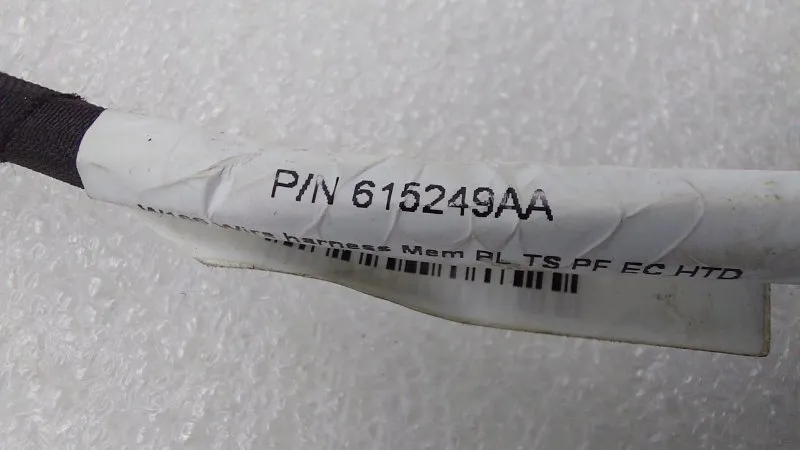 P/N 615249AA
Wire harness Mem PL TS PF EC HTD